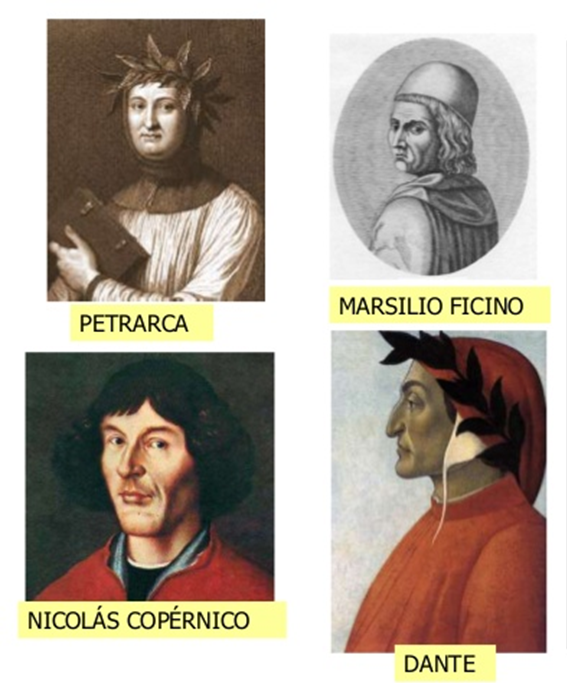 PETRARCA
MARSILIO FICINO
NICOLÁS COPÉRNICO
DANTE